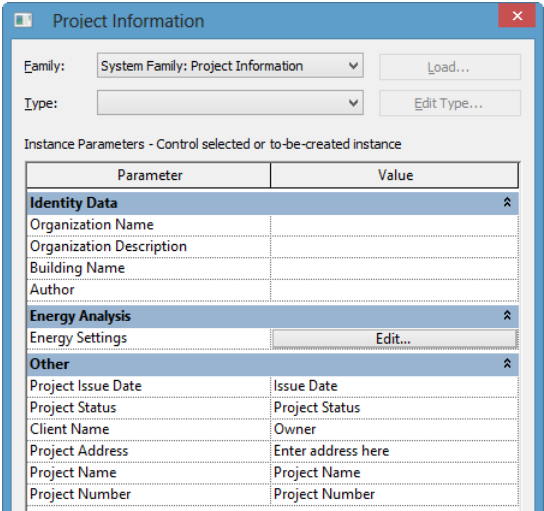 Project Information
Family: System Family: Project Information Load...
Type: Edit Type...
Instance Parameters - Control selected or to-be-created instance
Parameter Value
Identity Data
Organization Name
Organization Description
Building Name
Author
Energy Analysis
Energy Settings Edit...
Other
Project Issue Date Issue Date
Project Status Project Status
Client Name Owner
Project Address Enter address here
Project Name Project Name
Project Number Project Number